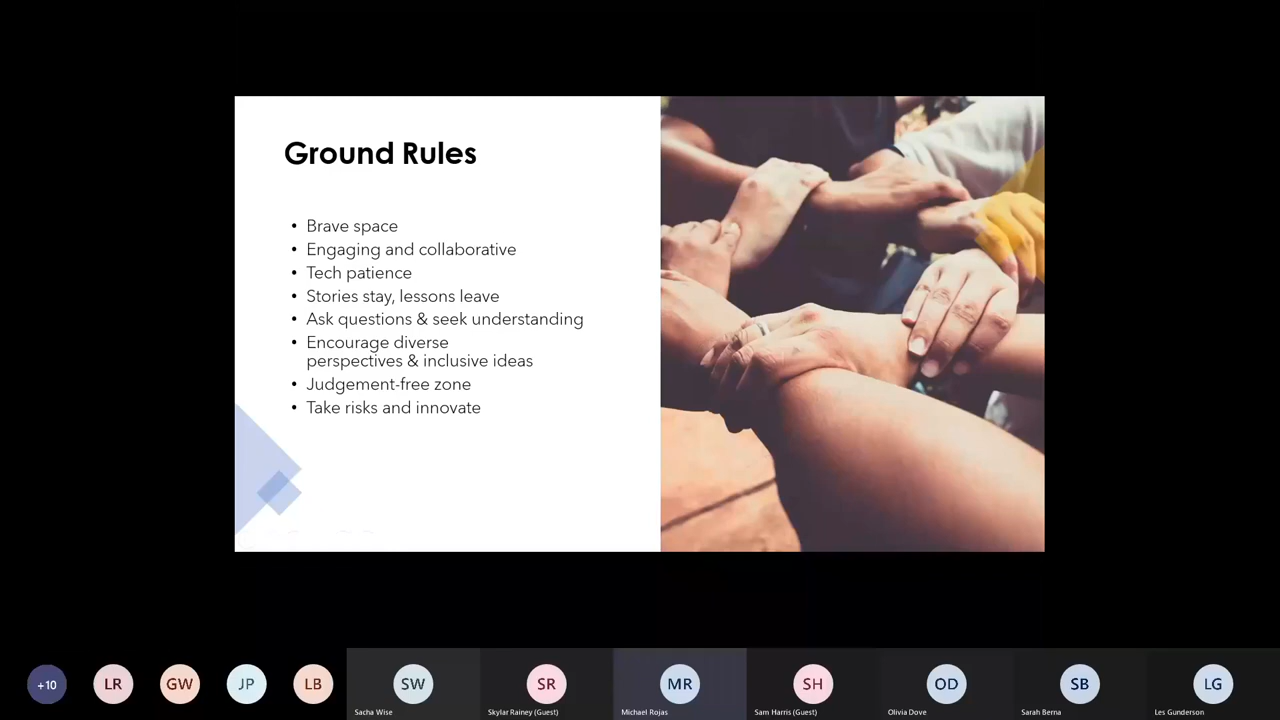 Ground Rules
• Brave space
• Engaging and collaborative
• Tech patience
• Stories stay, lessons leave
• Ask questions & seek understanding
• Encourage diverse
perspectives & inclusive ideas
• Judgement-free zone
• Take risks and innovate
+10 LR GW JP LB SW SR MR SH OD SB LG
Sacha Wise Skylar Rainey (Guest) Michael Rojas Sam Harris (Guest) Olivia Dove Sarah Berna Les Gunderson